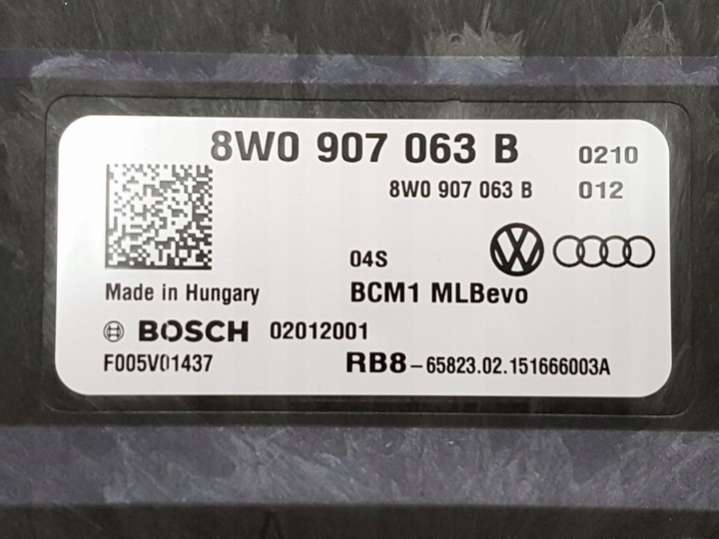 8W0 907 063 B 0210
8W0 907 063 B 012
04S
Made in Hungary BCM1 MLBevo
BOSCH 02012001
F005V01437 RB8-65823.02.151666003A